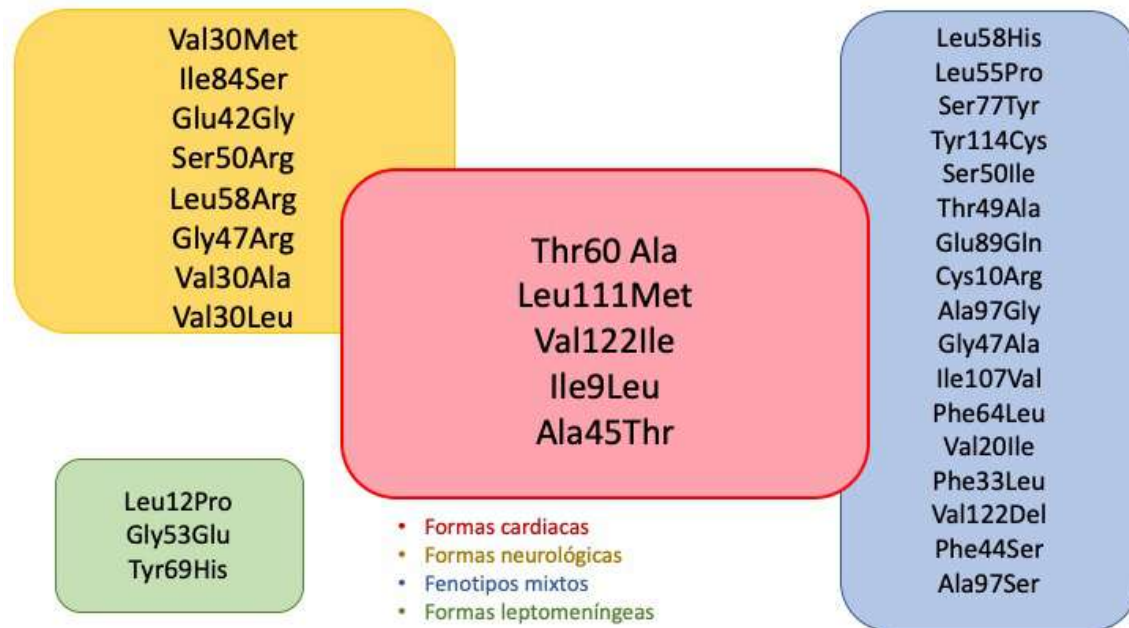 Val30Met
Ile84Ser
Glu42Gly
Ser50Arg
Leu58Arg
Gly47Arg
Val30Ala
Val30Leu
Thr60 Ala
Leu111Met
Val122Ile
Ile9Leu
Ala45Thr
Leu58His
Leu55Pro
Ser77Tyr
Tyr114Cys
Ser50Ile
Thr49Ala
Glu89Gln
Cys10Arg
Ala97Gly
Gly47Ala
Ile107Val
Phe64Leu
Val20Ile
Phe33Leu
Val122Del
Phe44Ser
Ala97Ser
Leu12Pro
Gly53Glu
Tyr69His
• Formas cardiacas
• Formas neurológicas
• Fenotipos mixtos
• Formas leptomeníngeas